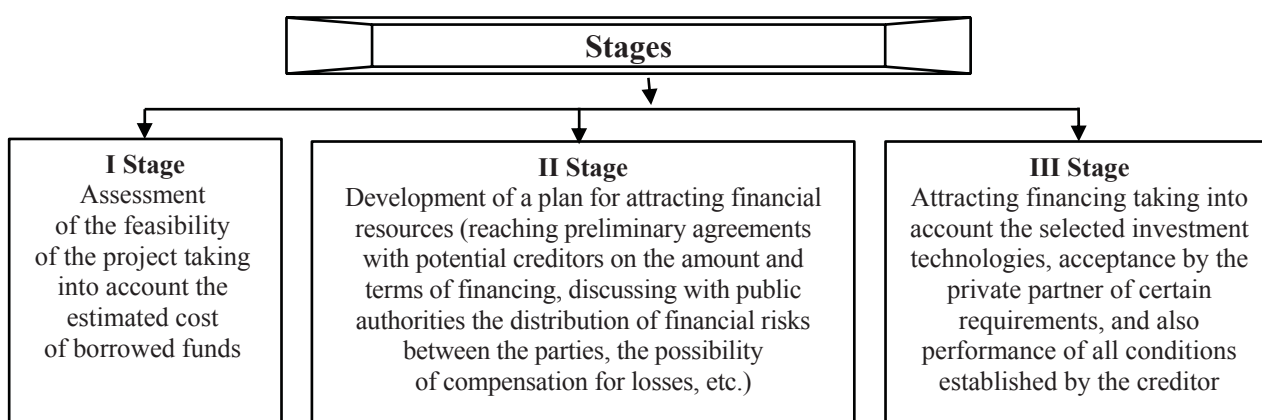 Stages
I Stage
Assessment
of the feasibility
of the project taking
into account the
estimated cost
of borrowed funds
II Stage
Development of a plan for attracting financial
resources (reaching preliminary agreements
with potential creditors on the amount and
terms of financing, discussing with public
authorities the distribution of financial risks
between the parties, the possibility
of compensation for losses, etc.)
III Stage
Attracting financing taking into
account the selected investment
technologies, acceptance by the
private partner of certain
requirements, and also
performance of all conditions
established by the creditor